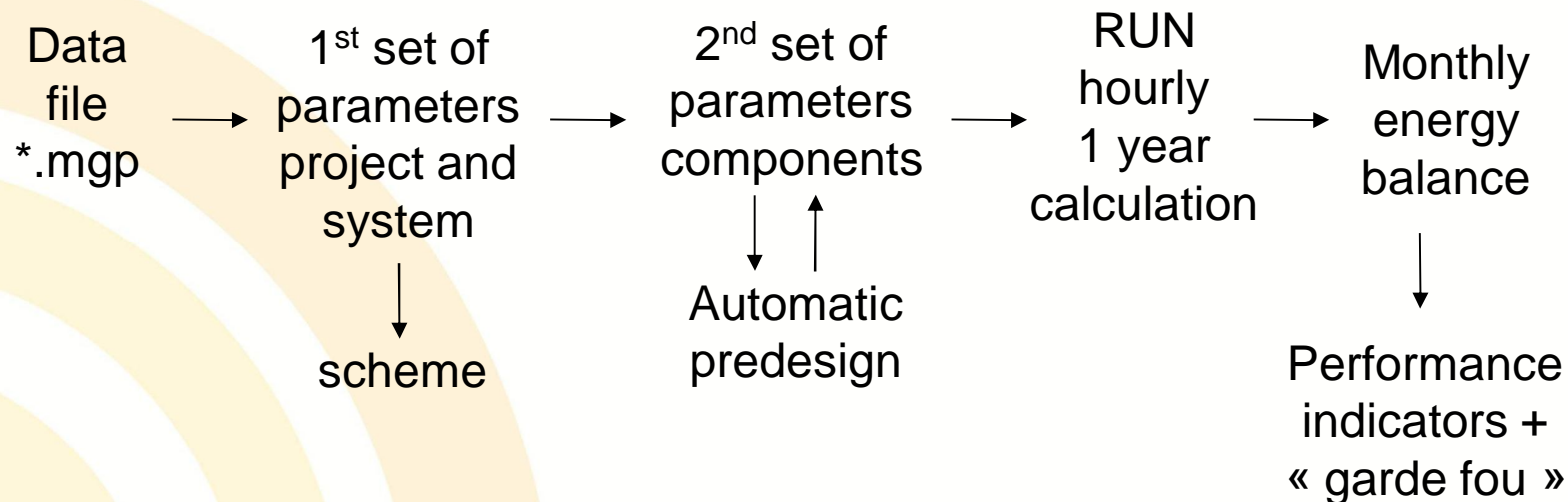 Data
file
*.mgp
1st set of
parameters
project and
system
scheme
2nd set of
parameters
components
Automatic
predesign
RUN
hourly
1 year
calculation
Monthly
energy
balance
Performance
indicators +
« garde fou »